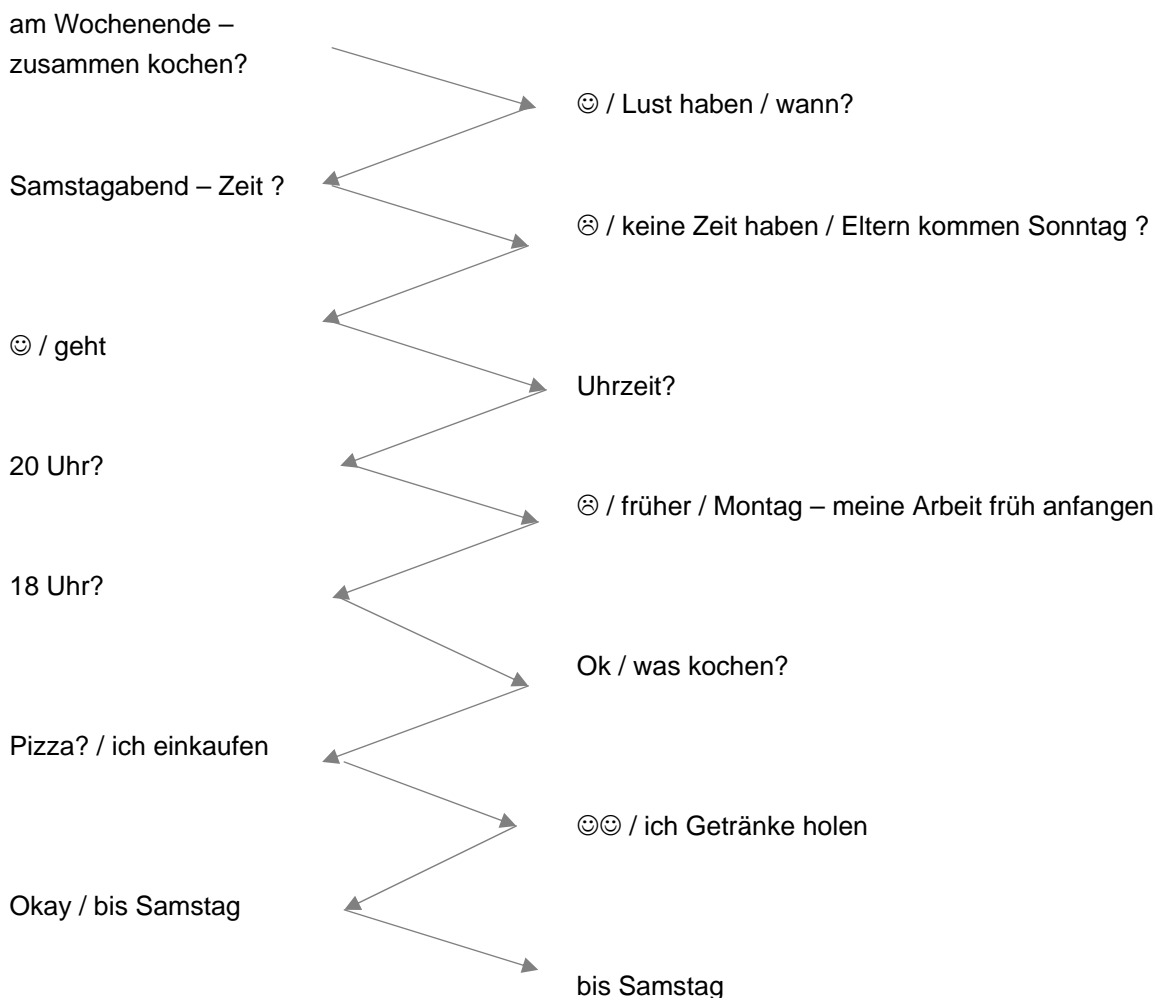 am Wochenende –
zusammen kochen?
☺ / Lust haben / wann?
Samstagabend – Zeit ?
☹ / keine Zeit haben / Eltern kommen Sonntag ?
☺ / geht
Uhrzeit?
20 Uhr?
☹ / früher / Montag – meine Arbeit früh anfangen
18 Uhr?
Ok / was kochen?
Pizza? / ich einkaufen
☺☺ / ich Getränke holen
Okay / bis Samstag
bis Samstag